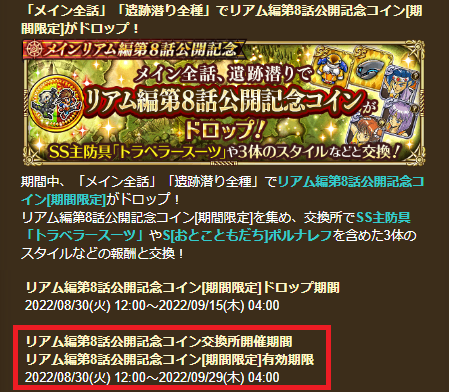 「メイン全話」「遺跡潜り全種」でリアム編第8話公開記念コイン[期
間限定]がドロップ！
メインリアム編第8話公開記念
メイン全話、遺跡潜りで
リアム編第8話公開記念コインが
ドロップ！
SS主防具「トラベラースーツ」や3体のスタイルなどと交換！
期間中、「メイン全話」「遺跡潜り全種」でリアム編第8話公開記念コ
イン[期間限定]がドロップ！
リアム編第8話公開記念コイン[期間限定]を集め、交換所でSS主防具
「トラベラースーツ」やS[おとこともだち]ポルナレフを含めた3体の
スタイルなどの報酬と交換！
リアム編第8話公開記念コイン[期間限定]ドロップ期間
2022/08/30(火) 12:00～2022/09/15(木) 04:00
リアム編第8話公開記念コイン交換所開催期間
リアム編第8話公開記念コイン[期間限定]有効期限
2022/08/30(火) 12:00～2022/09/29(木) 04:00